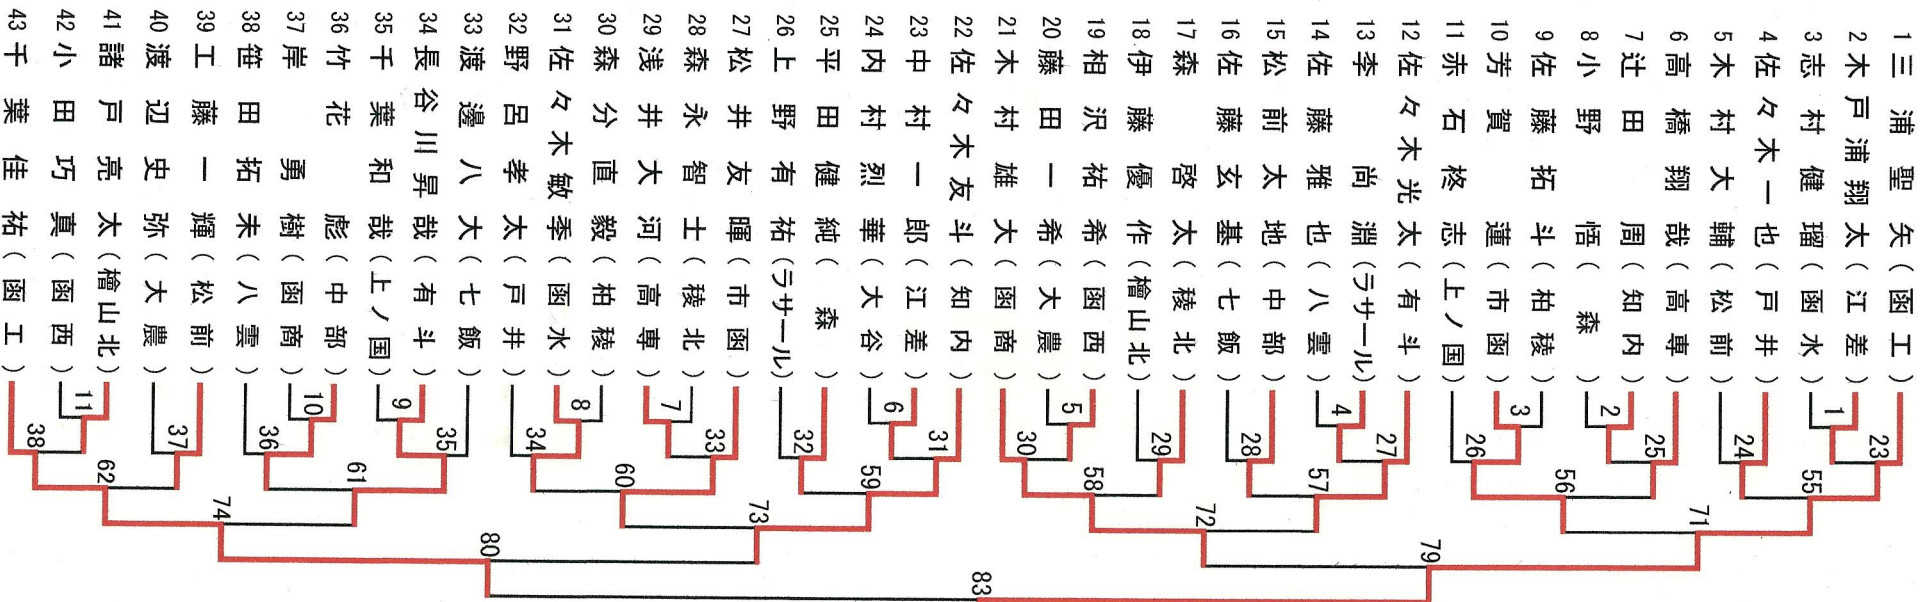 1 三浦聖矢（函工）
2 木戸浦翔太（江差）
3 志村健瑠（函水）
4 佐々木一也（戸井）
5 木村大輔（松前）
6 高橋翔哉（高専）
7 辻田周（知内）
8 小野悟（森）
9 佐藤拓斗（柏稜）
10 芳賀蓮（市函）
11 赤石柊志（上ノ国）
12 佐々木光太（有斗）
13 李尚淵（ラサール）
14 佐藤雅也（八雲）
15 松前太地（中部）
16 佐藤玄基（七飯）
17 森啓太（稜北）
18 伊藤優作（檜山北）
19 相沢祐希（函西）
20 藤田一希（大農）
21 木村雄大（函商）
22 佐々木友斗（知内）
23 中村一郎（江差）
24 内村烈華（大谷）
25 平田健純（森）
26 上野有祐（ラサール）
27 松井友暉（市函）
28 森永智士（稜北）
29 浅井大河（高専）
30 森分直毅（柏稜）
31 佐々木敏季（函水）
32 野呂孝太（戸井）
33 渡邊八大（七飯）
34 長谷川昇哉（有斗）
35 千葉和哉（上ノ国）
36 竹花彪（中部）
37 岸勇樹（函商）
38 笹田拓未（八雲）
39 工藤一輝（松前）
40 渡辺史弥（大農）
41 諸戸亮太（檜山北）
42 小田巧真（函西）
43 千葉佳祐（函工）
1
2
3
4
5
6
7
8
9
10
11
23
24
25
26
27
28
29
30
31
32
33
34
35
36
37
38
55
56
57
58
59
60
61
62
71
72
73
74
79
80
83